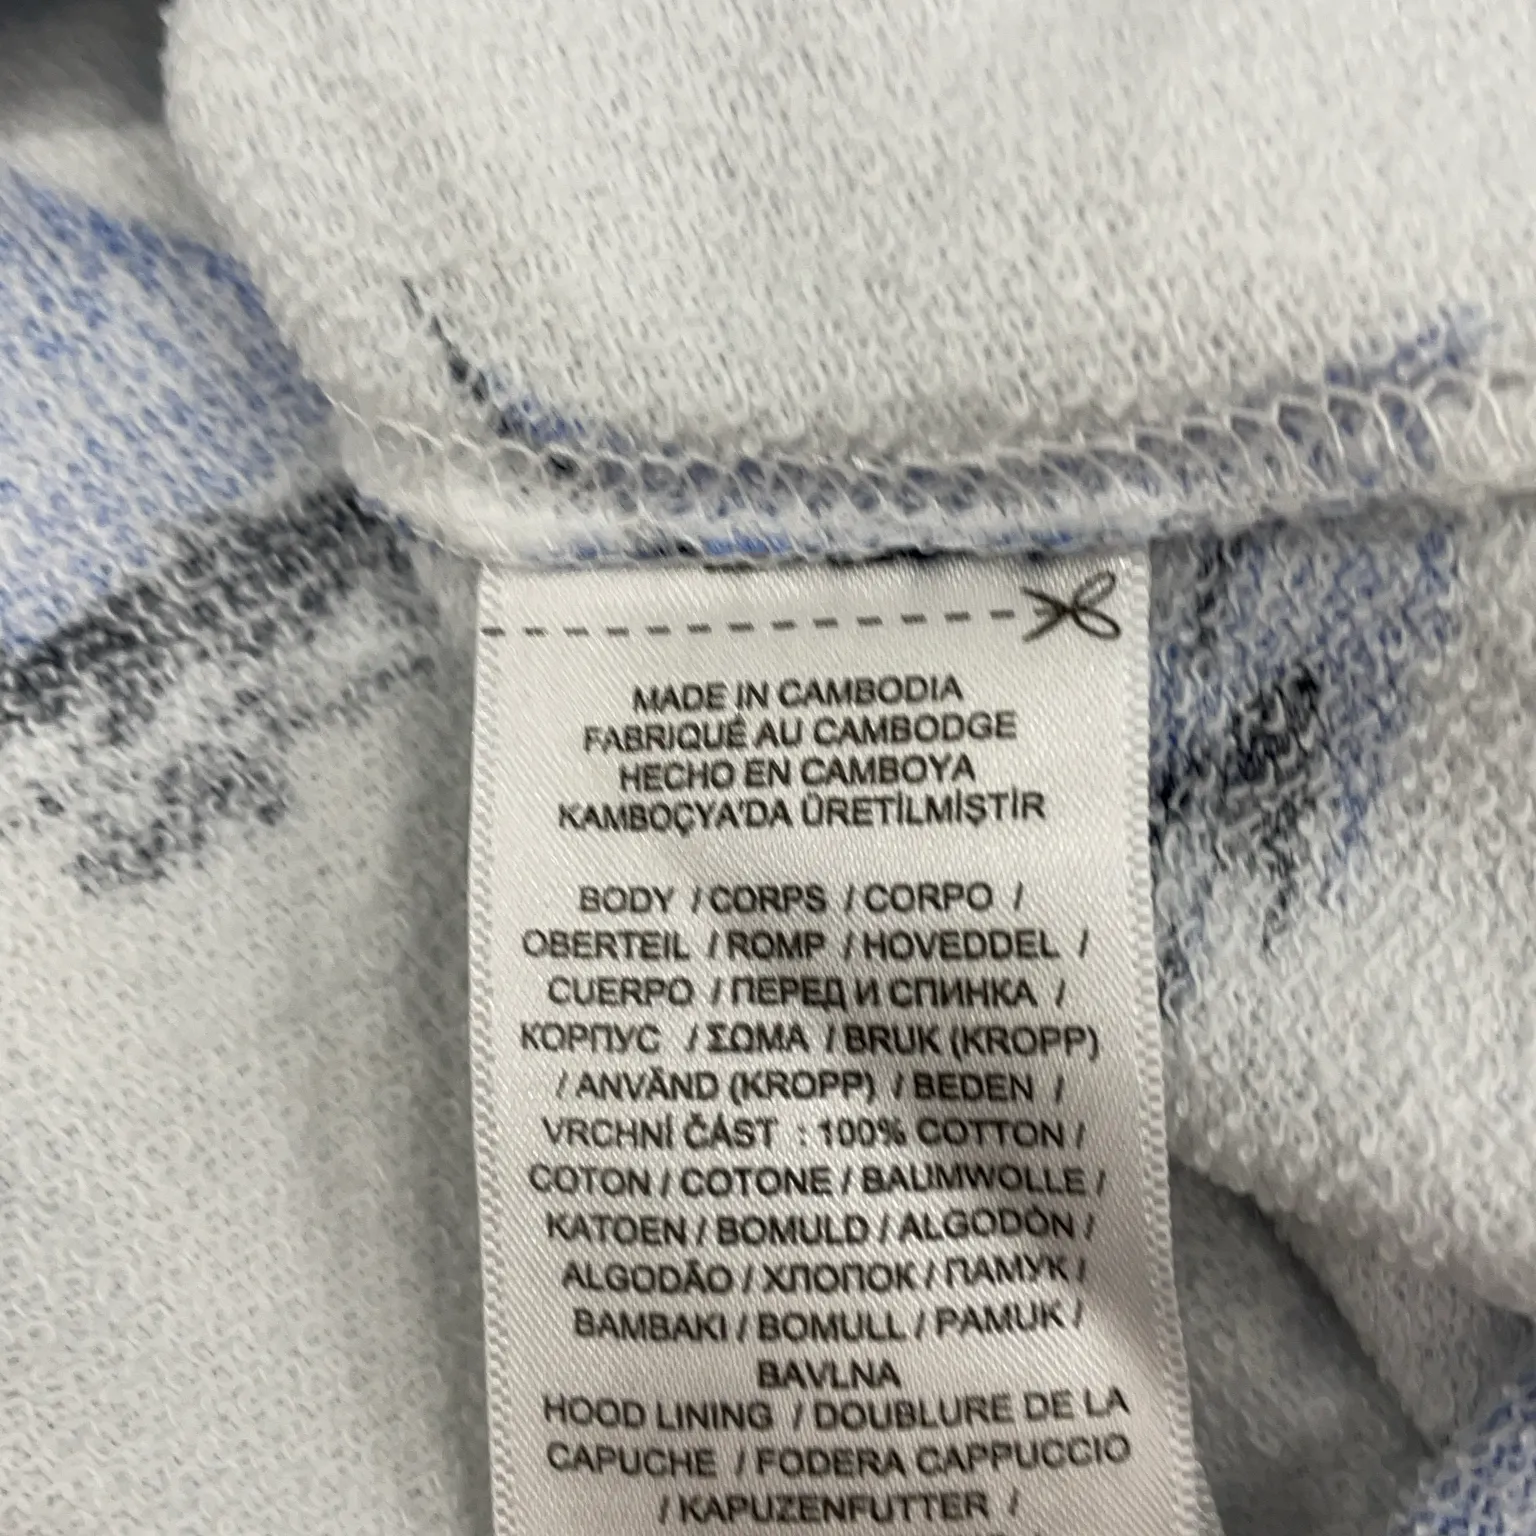 MADE IN CAMBODIA
FABRIQUÉ AU CAMBODGE
HECHO EN CAMBOYA
KAMBOÇYA'DA ÜRETİLMİŞTİR
BODY / CORPS / CORPO /
OBERTEIL / ROMP / HOVEDDEL /
CUERPO / ПЕРЕД И СПИНКА /
КОРПУС / ΣΩΜΑ / BRUK (KROPP)
/ ANVÄND (KROPP) / BEDEN /
VRCHNÍ ČÁST : 100% COTTON /
COTON / COTONE / BAUMWOLLE /
KATOEN / BOMULD / ALGODÓN /
ALGODÃO / ХЛОПОК / ПАМУК /
BAMBAKI / BOMULL / PAMUK /
BAVLNA
HOOD LINING / DOUBLURE DE LA
CAPUCHE / FODERA CAPPUCCIO
/ KAPUZENFUTTER /